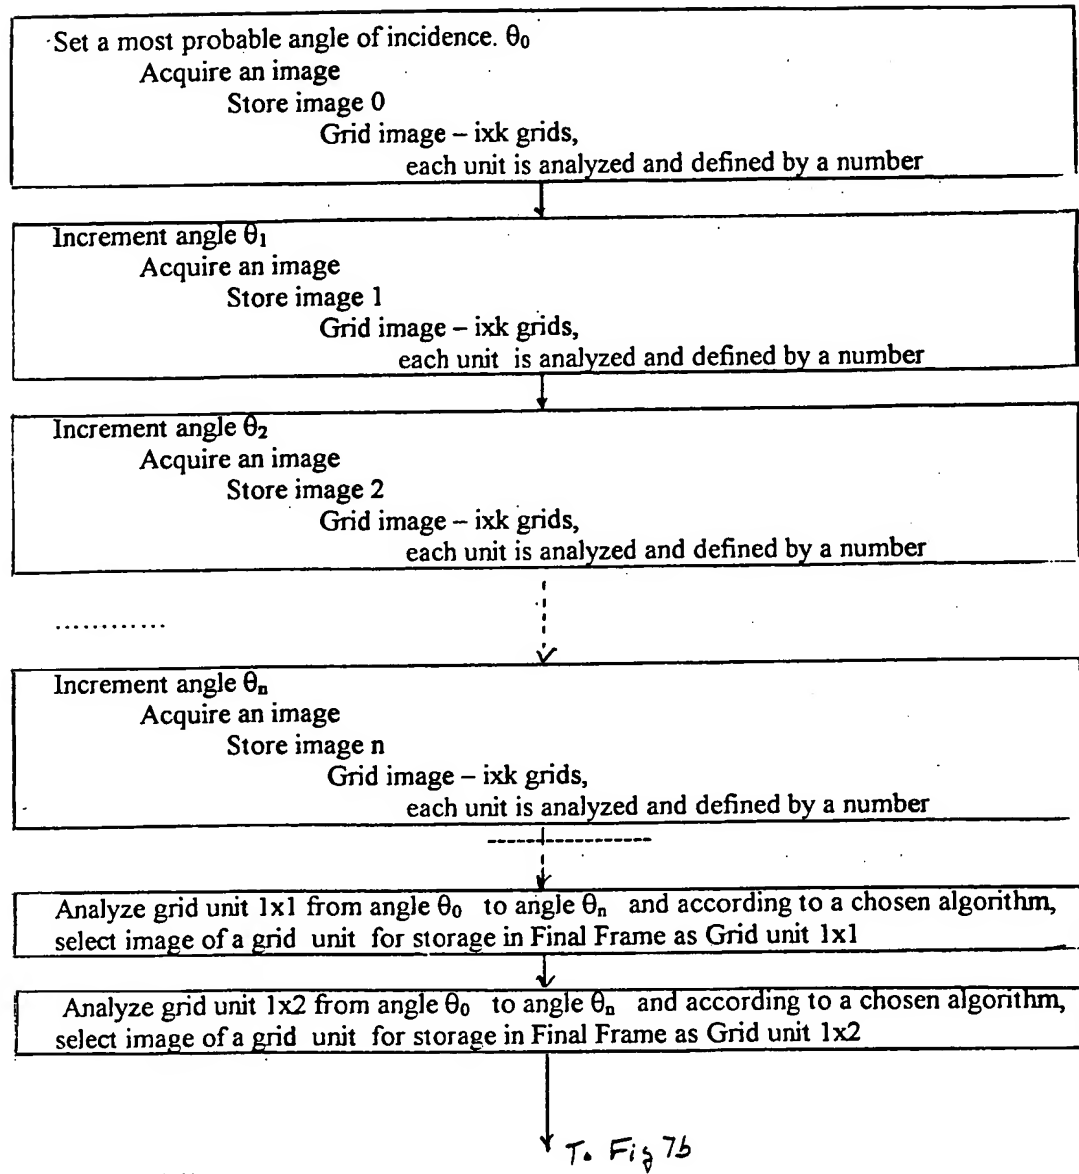 Set a most probable angle of incidence. θ₀
Acquire an image
Store image 0
Grid image – ixk grids,
each unit is analyzed and defined by a number
Increment angle θ₁
Acquire an image
Store image 1
Grid image – ixk grids,
each unit is analyzed and defined by a number
Increment angle θ₂
Acquire an image
Store image 2
Grid image – ixk grids,
each unit is analyzed and defined by a number
............
Increment angle θₙ
Acquire an image
Store image n
Grid image – ixk grids,
each unit is analyzed and defined by a number
Analyze grid unit 1x1 from angle θ₀ to angle θₙ and according to a chosen algorithm,
select image of a grid unit for storage in Final Frame as Grid unit 1x1
Analyze grid unit 1x2 from angle θ₀ to angle θₙ and according to a chosen algorithm,
select image of a grid unit for storage in Final Frame as Grid unit 1x2
To Fig 7b